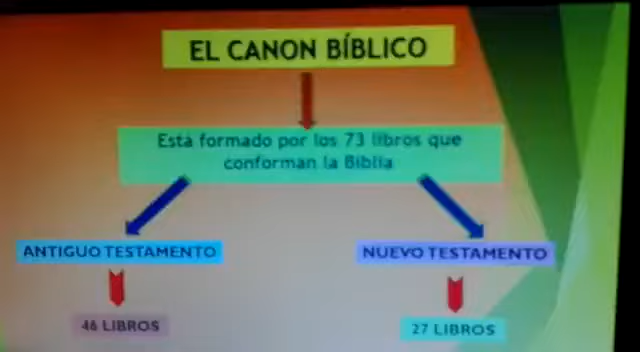 EL CANON BÍBLICO
Está formado por los 73 libros que
conforman la Biblia
ANTIGUO TESTAMENTO
NUEVO TESTAMENTO
46 LIBROS
27 LIBROS